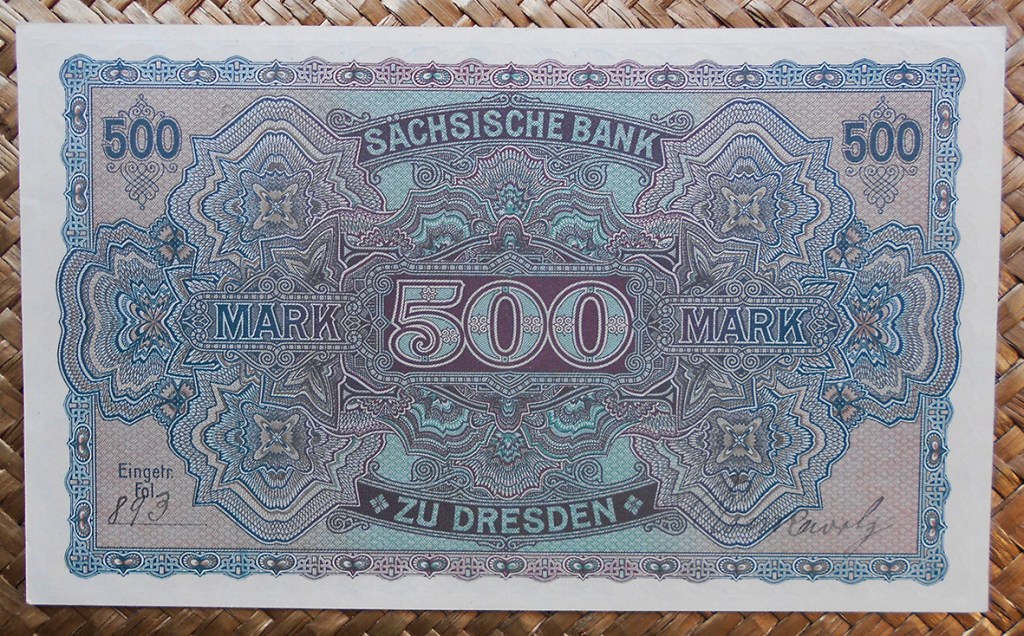 500
SÄCHSISCHE BANK
500
MARK
500
MARK
Eingetr.
Fol.
893
ZU DRESDEN